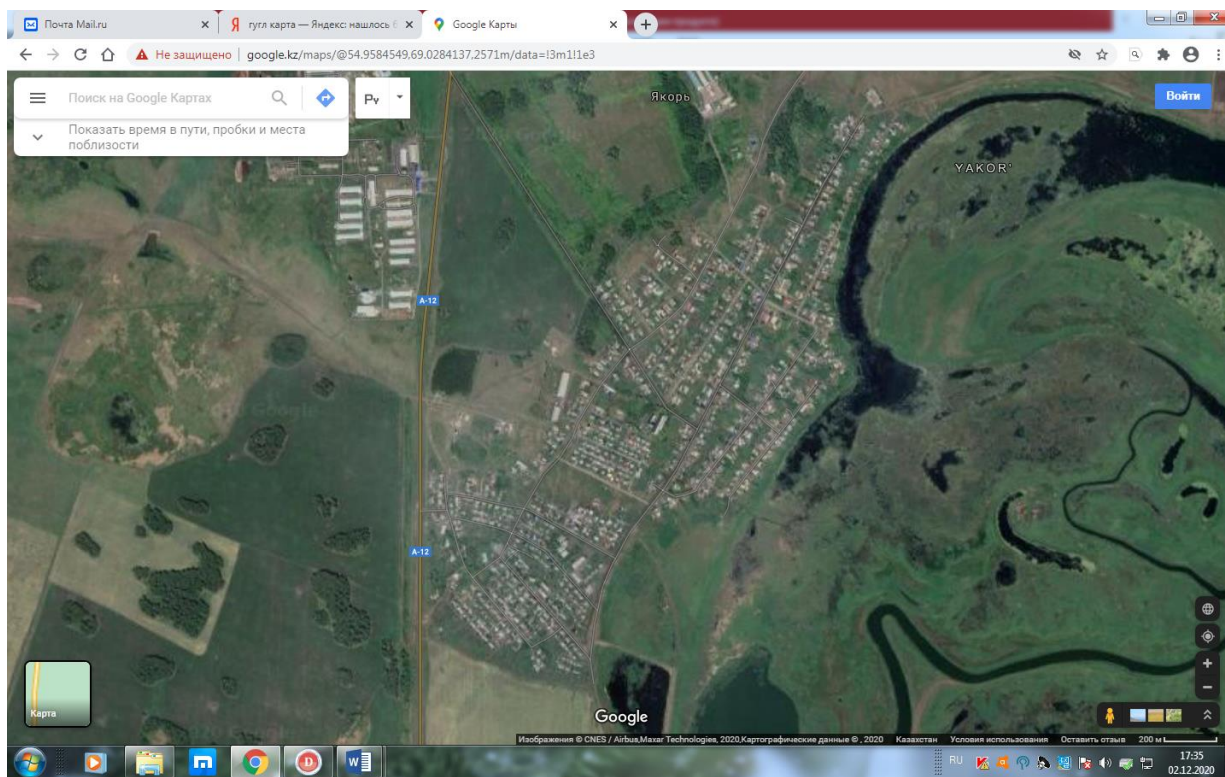 Почта Mail.ru
гугл карта — Яндекс: нашлось 6
Google Карты
Не защищено
google.kz/maps/@54.9584549,69.0284137,2571m/data=!3m1!1e3
Поиск на Google Картах
Показать время в пути, пробки и места
поблизости
Якорь
Войти
YAKOR'
A-12
A-12
Карта
Google
Изображения © CNES / Airbus,Maxar Technologies, 2020,Картографические данные © , 2020 Казахстан Условия использования Оставить отзыв 200 м
RU
17:35
02.12.2020